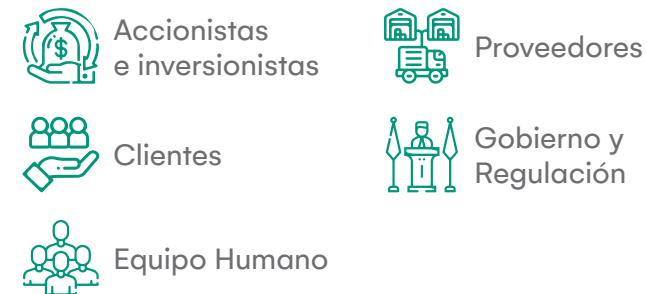 Accionistas
e inversionistas
Clientes
Equipo Humano
Proveedores
Gobierno y
Regulación